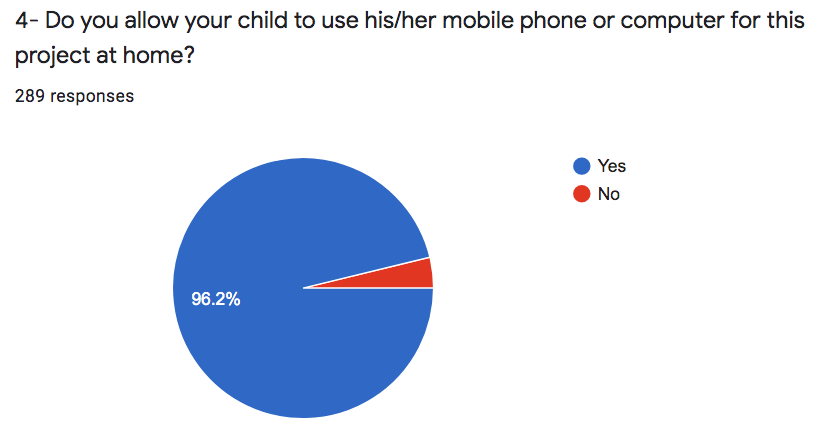 4- Do you allow your child to use his/her mobile phone or computer for this
project at home?
289 responses
Yes
No
96.2%